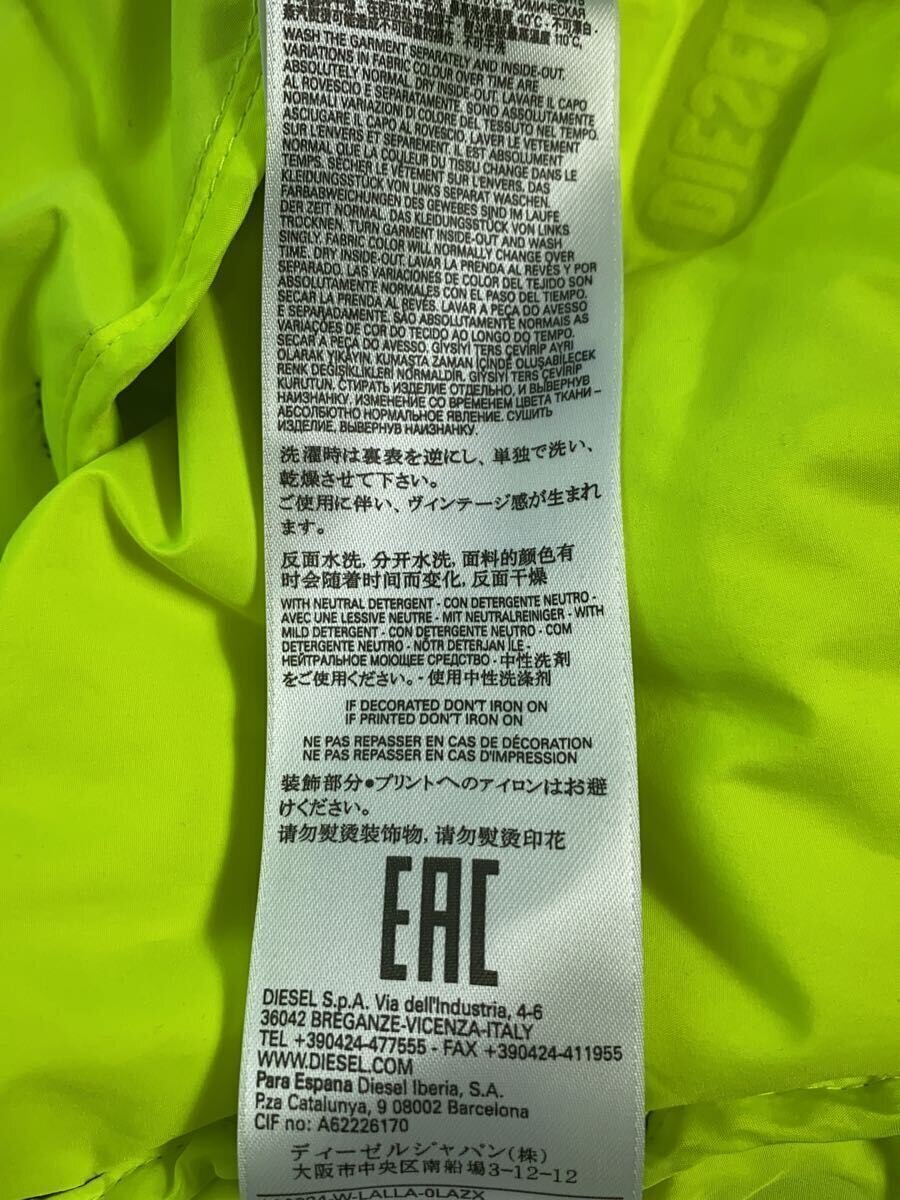 WASH THE GARMENT SEPARATELY AND INSIDE-OUT.
VARIATIONS IN FABRIC COLOUR OVER TIME ARE
ABSOLUTELY NORMAL. DRY INSIDE-OUT. LAVARE IL CAPO
AL ROVESCIO E SEPARATAMENTE. SONO ASSOLUTAMENTE
NORMALI VARIAZIONI DI COLORE DEL TESSUTO NEL TEMPO.
ASCIUGARE IL CAPO AL ROVESCIO. LAVER LE VETEMENT
SUR L'ENVERS ET SEPAREMENT. IL EST ABSOLUMENT
NORMAL QUE LA COULEUR DU TISSU CHANGE DANS LE
TEMPS. SÉCHER LE VÊTEMENT SUR L'ENVERS. DAS
KLEIDUNGSSTÜCK VON LINKS SEPARAT WASCHEN.
FARBABWEICHUNGEN DES GEWEBES SIND IM LAUFE
DER ZEIT NORMAL. DAS KLEIDUNGSSTÜCK VON LINKS
TROCKNEN. TURN GARMENT INSIDE-OUT AND WASH
SINGLY. FABRIC COLOR WILL NORMALLY CHANGE OVER
TIME. DRY INSIDE-OUT. LAVAR LA PRENDA AL REVÉS Y POR
SEPARADO. LAS VARIACIONES DE COLOR DEL TEJIDO SON
ABSOLUTAMENTE NORMALES CON EL PASO DEL TIEMPO.
SECAR LA PRENDA AL REVÉS. LAVAR A PEÇA DO AVESSO
E SEPARADAMENTE. SÃO ABSOLUTAMENTE NORMAIS AS
VARIAÇÕES DE COR DO TECIDO AO LONGO DO TEMPO.
SECAR A PEÇA DO AVESSO. GİYSİYİ TERS ÇEVİRİP AYRI
OLARAK YIKAYIN. KUMAŞTA ZAMAN İÇİNDE OLUŞABİLECEK
RENK DEĞİŞİKLİKLERİ NORMALDİR. GİYSİYİ TERS ÇEVİRİP
KURUTUN. СТИРАТЬ ИЗДЕЛИЕ ОТДЕЛЬНО, И ВЫВЕРНУВ
НАИЗНАНКУ. ИЗМЕНЕНИЕ СО ВРЕМЕНЕМ ЦВЕТА ТКАНИ –
АБСОЛЮТНО НОРМАЛЬНОЕ ЯВЛЕНИЕ. СУШИТЬ
ИЗДЕЛИЕ, ВЫВЕРНУВ НАИЗНАНКУ.
洗濯時は裏表を逆にし、単独で洗い、
乾燥させて下さい。
ご使用に伴い、ヴィンテージ感が生まれ
ます。
反面水洗, 分开水洗, 面料的颜色有
时会随着时间而变化, 反面干燥
WITH NEUTRAL DETERGENT - CON DETERGENTE NEUTRO -
AVEC UNE LESSIVE NEUTRE - MIT NEUTRALREINIGER - WITH
MILD DETERGENT - CON DETERGENTE NEUTRO - COM
DETERGENTE NEUTRO - NÖTR DETERJAN İLE -
НЕЙТРАЛЬНОЕ МОЮЩЕЕ СРЕДСТВО - 中性洗剤
をご使用ください。- 使用中性洗涤剂
IF DECORATED DON'T IRON ON
IF PRINTED DON'T IRON ON
NE PAS REPASSER EN CAS DE DÉCORATION
NE PAS REPASSER EN CAS D'IMPRESSION
装飾部分●プリントへのアイロンはお避
けください。
请勿熨烫装饰物, 请勿熨烫印花
EAC
DIESEL S.p.A. Via dell'Industria, 4-6
36042 BREGANZE-VICENZA-ITALY
TEL +390424-477555 - FAX +390424-411955
WWW.DIESEL.COM
Para Espana Diesel Iberia, S.A.
P.za Catalunya, 9 08002 Barcelona
CIF no: A62226170
ディーゼルジャパン(株)
大阪市中央区南船場3-12-12
W-LALLA-0LAZX